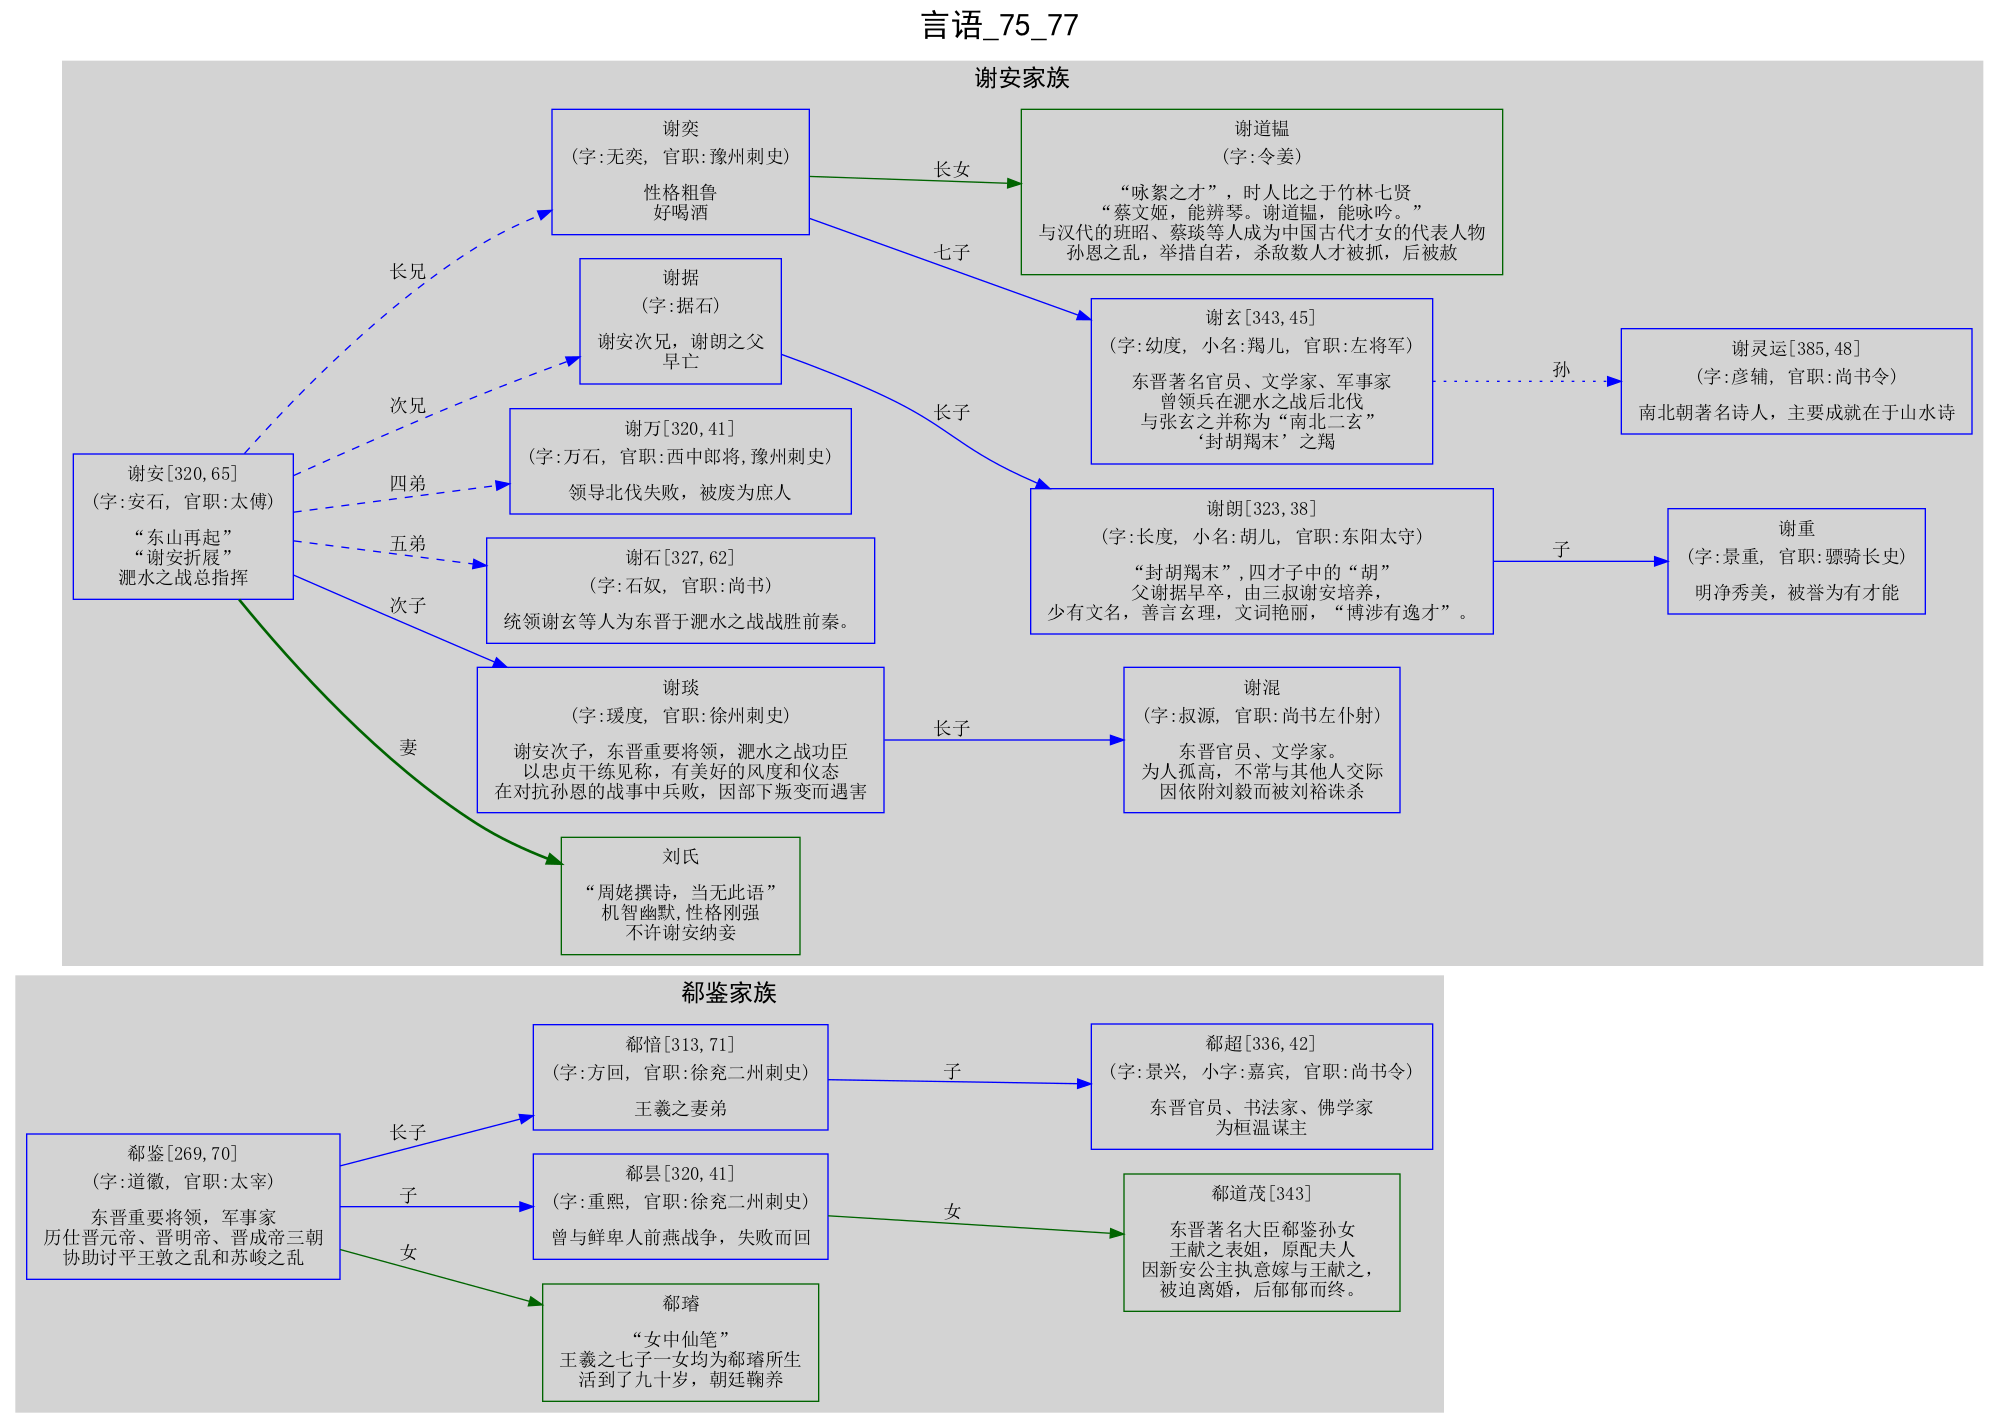 言语_75_77
谢安家族
谢安[320,65]
(字:安石, 官职:太傅)
“东山再起”
“谢安折屐”
淝水之战总指挥
长兄
次兄
四弟
五弟
次子
妻
谢奕
(字:无奕, 官职:豫州刺史)
性格粗鲁
好喝酒
谢据
(字:据石)
谢安次兄，谢朗之父
早亡
谢万[320,41]
(字:万石, 官职:西中郎将,豫州刺史)
领导北伐失败，被废为庶人
谢石[327,62]
(字:石奴, 官职:尚书)
统领谢玄等人为东晋于淝水之战战胜前秦。
谢琰
(字:瑗度, 官职:徐州刺史)
谢安次子，东晋重要将领，淝水之战功臣
以忠贞干练见称，有美好的风度和仪态
在对抗孙恩的战事中兵败，因部下叛变而遇害
刘氏
“周姥撰诗，当无此语”
机智幽默,性格刚强
不许谢安纳妾
长女
七子
长子
长子
谢道韫
(字:令姜)
“咏絮之才”，时人比之于竹林七贤
“蔡文姬，能辨琴。谢道韫，能咏吟。”
与汉代的班昭、蔡琰等人成为中国古代才女的代表人物
孙恩之乱，举措自若，杀敌数人才被抓，后被赦
谢玄[343,45]
(字:幼度, 小名:羯儿, 官职:左将军)
东晋著名官员、文学家、军事家
曾领兵在淝水之战后北伐
与张玄之并称为“南北二玄”
‘封胡羯末’之羯
谢朗[323,38]
(字:长度, 小名:胡儿, 官职:东阳太守)
“封胡羯末”,四才子中的“胡”
父谢据早卒，由三叔谢安培养，
少有文名，善言玄理，文词艳丽，“博涉有逸才”。
谢混
(字:叔源, 官职:尚书左仆射)
东晋官员、文学家。
为人孤高，不常与其他人交际
因依附刘毅而被刘裕诛杀
孙
子
谢灵运[385,48]
(字:彦辅, 官职:尚书令)
南北朝著名诗人，主要成就在于山水诗
谢重
(字:景重, 官职:骠骑长史)
明净秀美，被誉为有才能
郗鉴家族
郗鉴[269,70]
(字:道徽, 官职:太宰)
东晋重要将领，军事家
历仕晋元帝、晋明帝、晋成帝三朝
协助讨平王敦之乱和苏峻之乱
长子
子
女
郗愔[313,71]
(字:方回, 官职:徐兖二州刺史)
王羲之妻弟
郗昙[320,41]
(字:重熙, 官职:徐兖二州刺史)
曾与鲜卑人前燕战争，失败而回
郗璿
“女中仙笔”
王羲之七子一女均为郗璿所生
活到了九十岁，朝廷鞠养
子
女
郗超[336,42]
(字:景兴, 小字:嘉宾, 官职:尚书令)
东晋官员、书法家、佛学家
为桓温谋主
郗道茂[343]
东晋著名大臣郗鉴孙女
王献之表姐，原配夫人
因新安公主执意嫁与王献之，
被迫离婚，后郁郁而终。